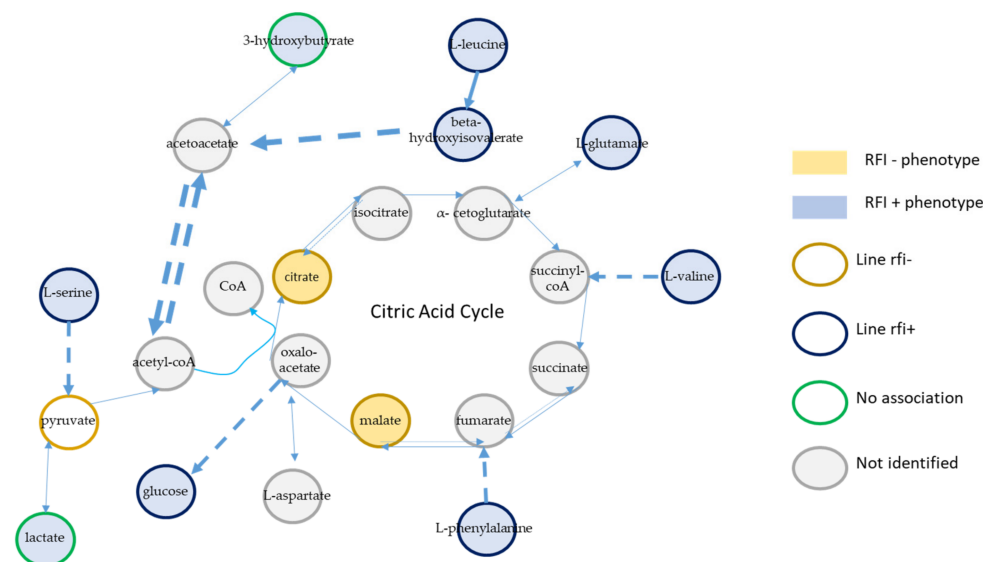 3-hydroxybutyrate
L-leucine
acetoacetate
beta-
hydroxyisovalerate
L-glutamate
RFI - phenotype
RFI + phenotype
isocitrate
α- cetoglutarate
Line rfi-
citrate
CoA
succinyl-
coA
L-valine
L-serine
Citric Acid Cycle
Line rfi+
acetyl-coA
oxalo-
acetate
succinate
No association
pyruvate
malate
fumarate
Not identified
glucose
L-aspartate
L-phenylalanine
lactate